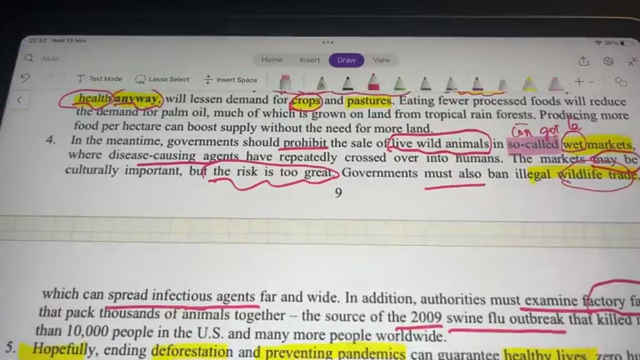 22:52 Wed 13 Nov
56%
Home Insert Draw View
Text Mode Lasso Select Insert Space
health anyway, will lessen demand for crops and pastures. Eating fewer processed foods will reduce
the demand for palm oil, much of which is grown on land from tropical rain forests. Producing more
food per hectare can boost supply without the need for more land.
4. In the meantime, governments should prohibit the sale of live wild animals in so-called wet markets,
where disease-causing agents have repeatedly crossed over into humans. The markets may be
culturally important, but the risk is too great. Governments must also ban illegal wildlife trade,
9
which can spread infectious agents far and wide. In addition, authorities must examine factory fa
that pack thousands of animals together – the source of the 2009 swine flu outbreak that killed
than 10,000 people in the U.S. and many more people worldwide.
5. Hopefully, ending deforestation and preventing pandemics can guarantee healthy lives, zero